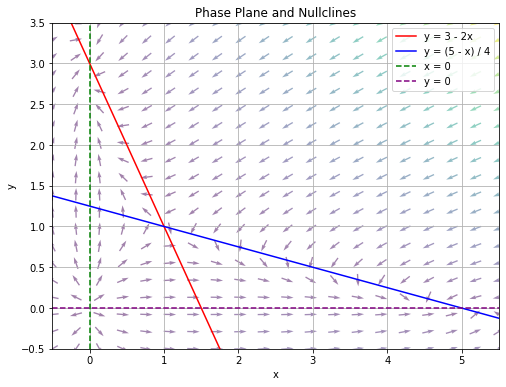 Phase Plane and Nullclines
y = 3 - 2x
y = (5 - x) / 4
x = 0
y = 0
3.5
3.0
2.5
2.0
1.5
1.0
0.5
0.0
−0.5
y
0 1 2 3 4 5
x